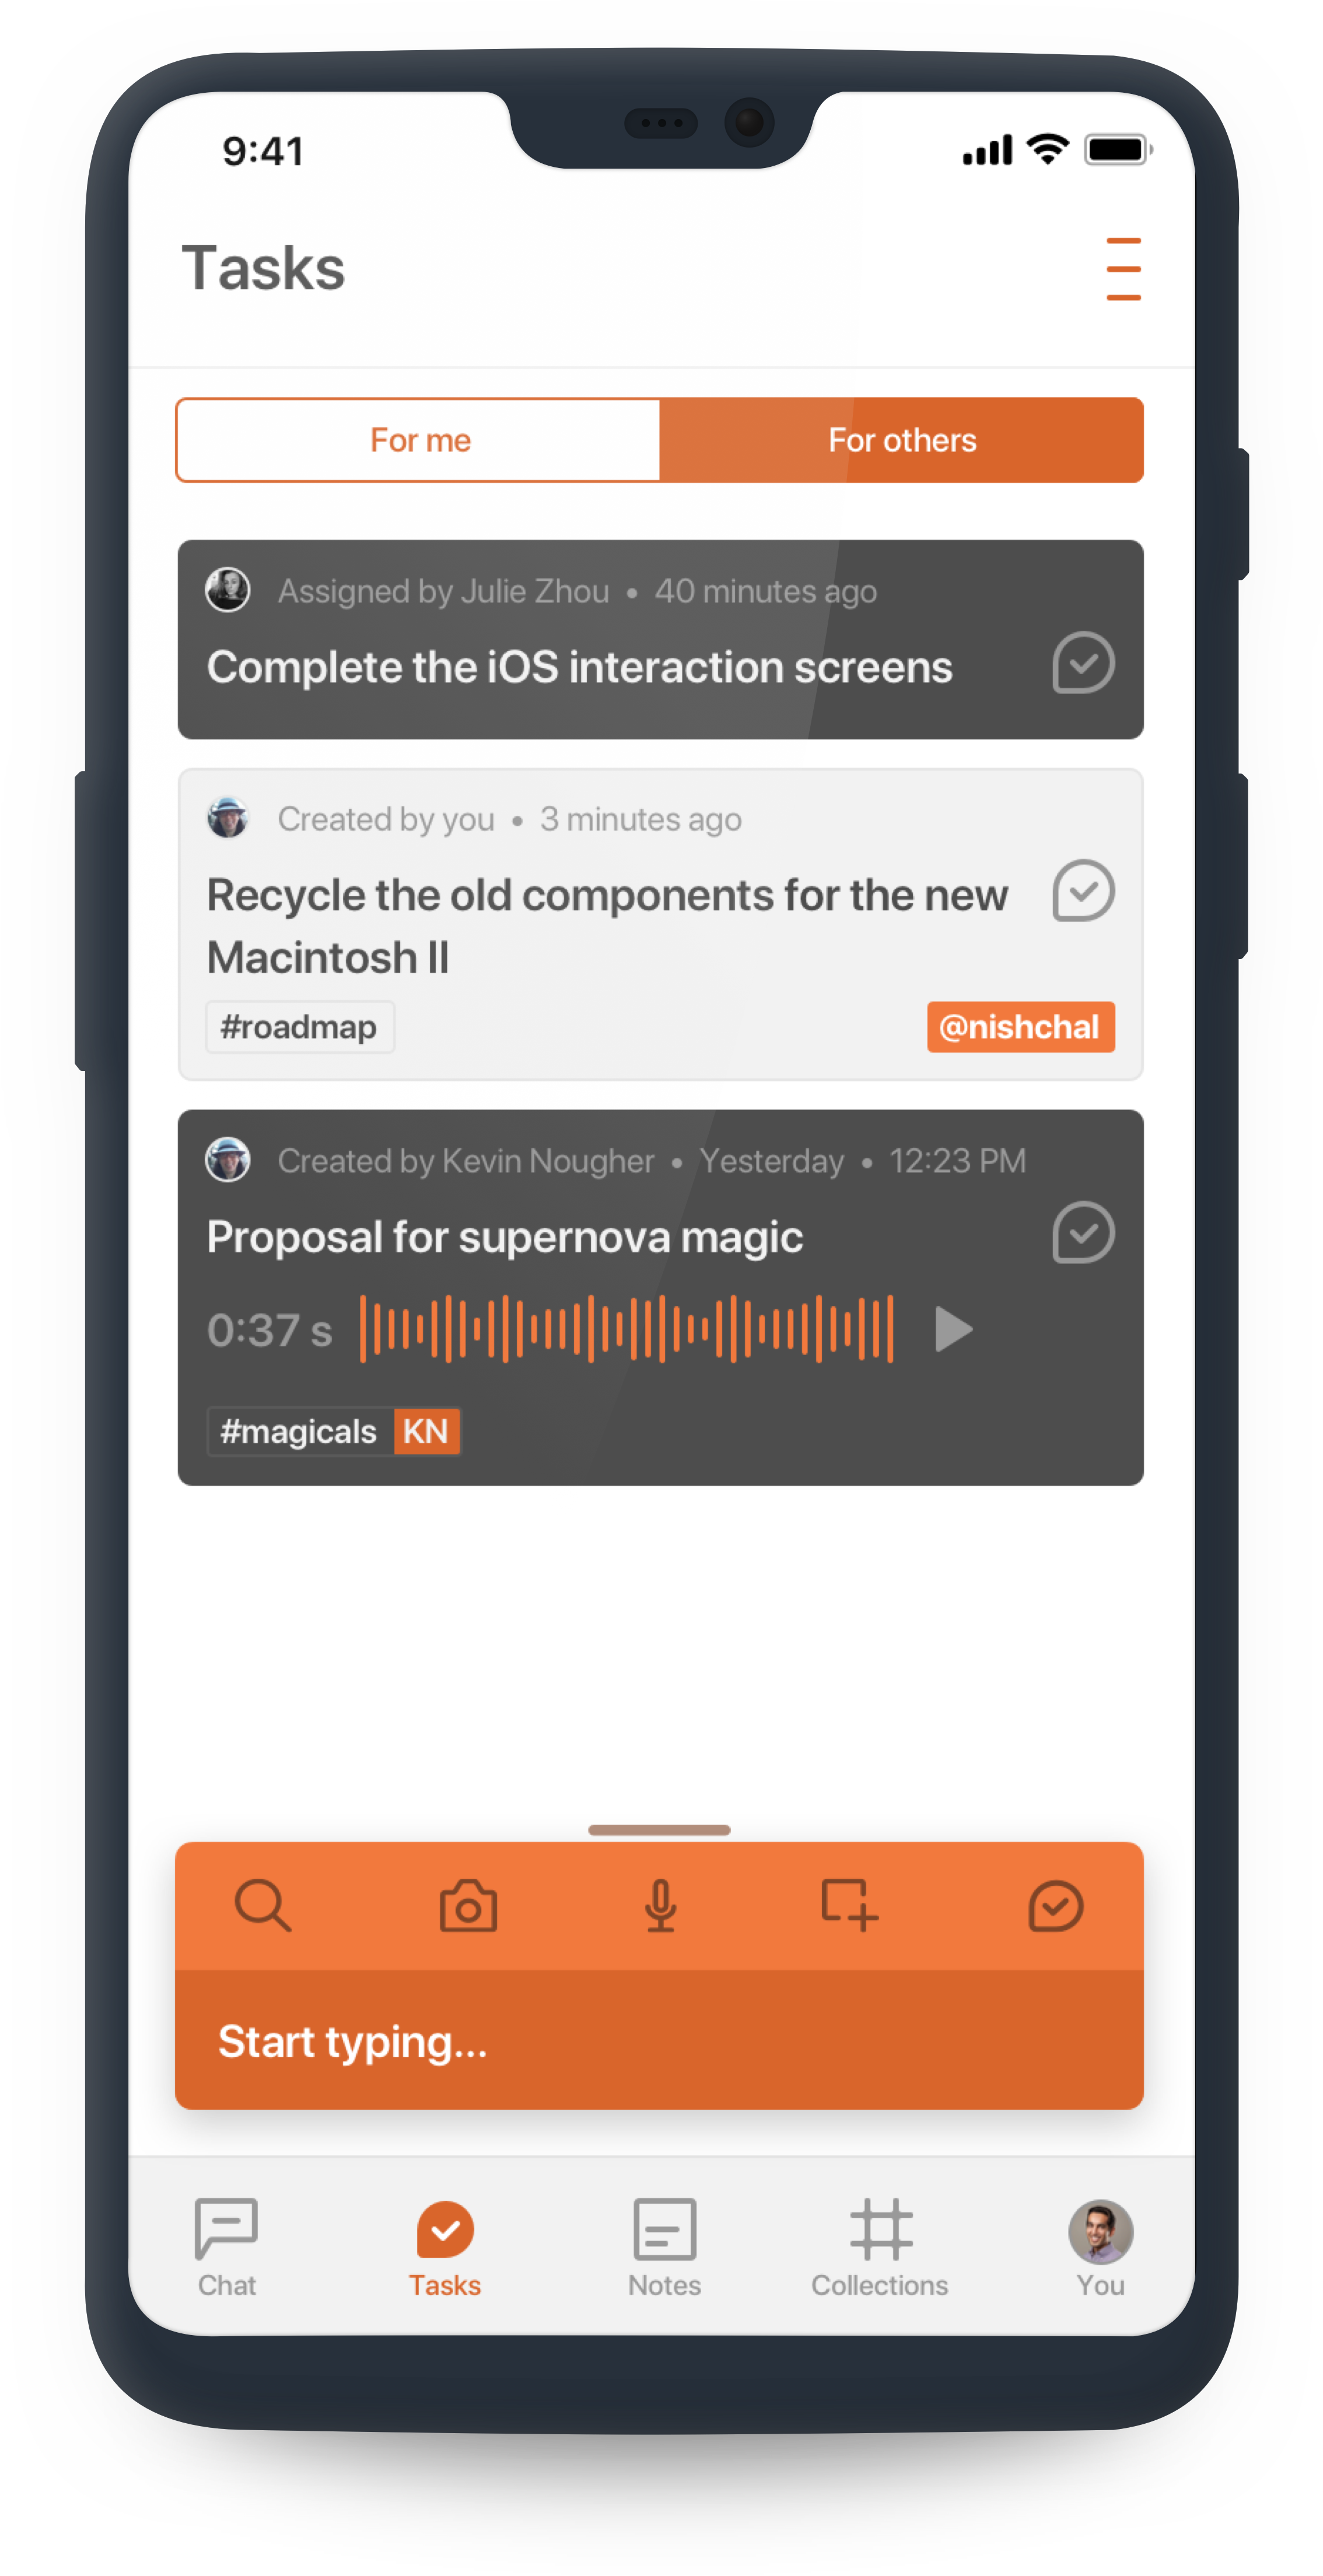 9:41
Tasks
For me
For others
Assigned by Julie Zhou • 40 minutes ago
Complete the iOS interaction screens
Created by you • 3 minutes ago
Recycle the old components for the new
Macintosh II
#roadmap
@nishchal
Created by Kevin Nougher • Yesterday • 12:23 PM
Proposal for supernova magic
0:37 s
#magicals KN
Start typing...
Chat
Tasks
Notes
Collections
You